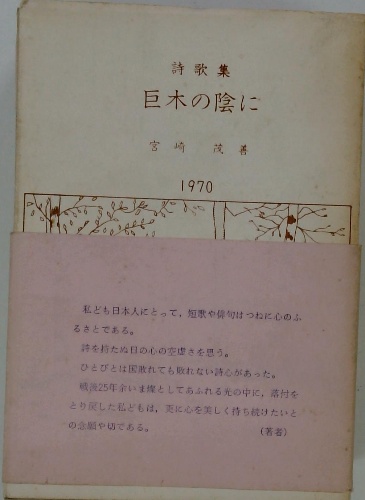 詩歌集
巨木の陰に
宮崎 茂善
1970
私ども日本人にとって，短歌や俳句はつねに心のふ
るさとである。
詩を持たぬ日の心の空虚さを思う。
ひとびとは国敗れても敗れない詩心があった。
戦後25年余いま燦としてあふれる光の中に，落付を
とり戻した私どもは，更に心を美しく持ち続けたいと
の念願や切である。
（著者）